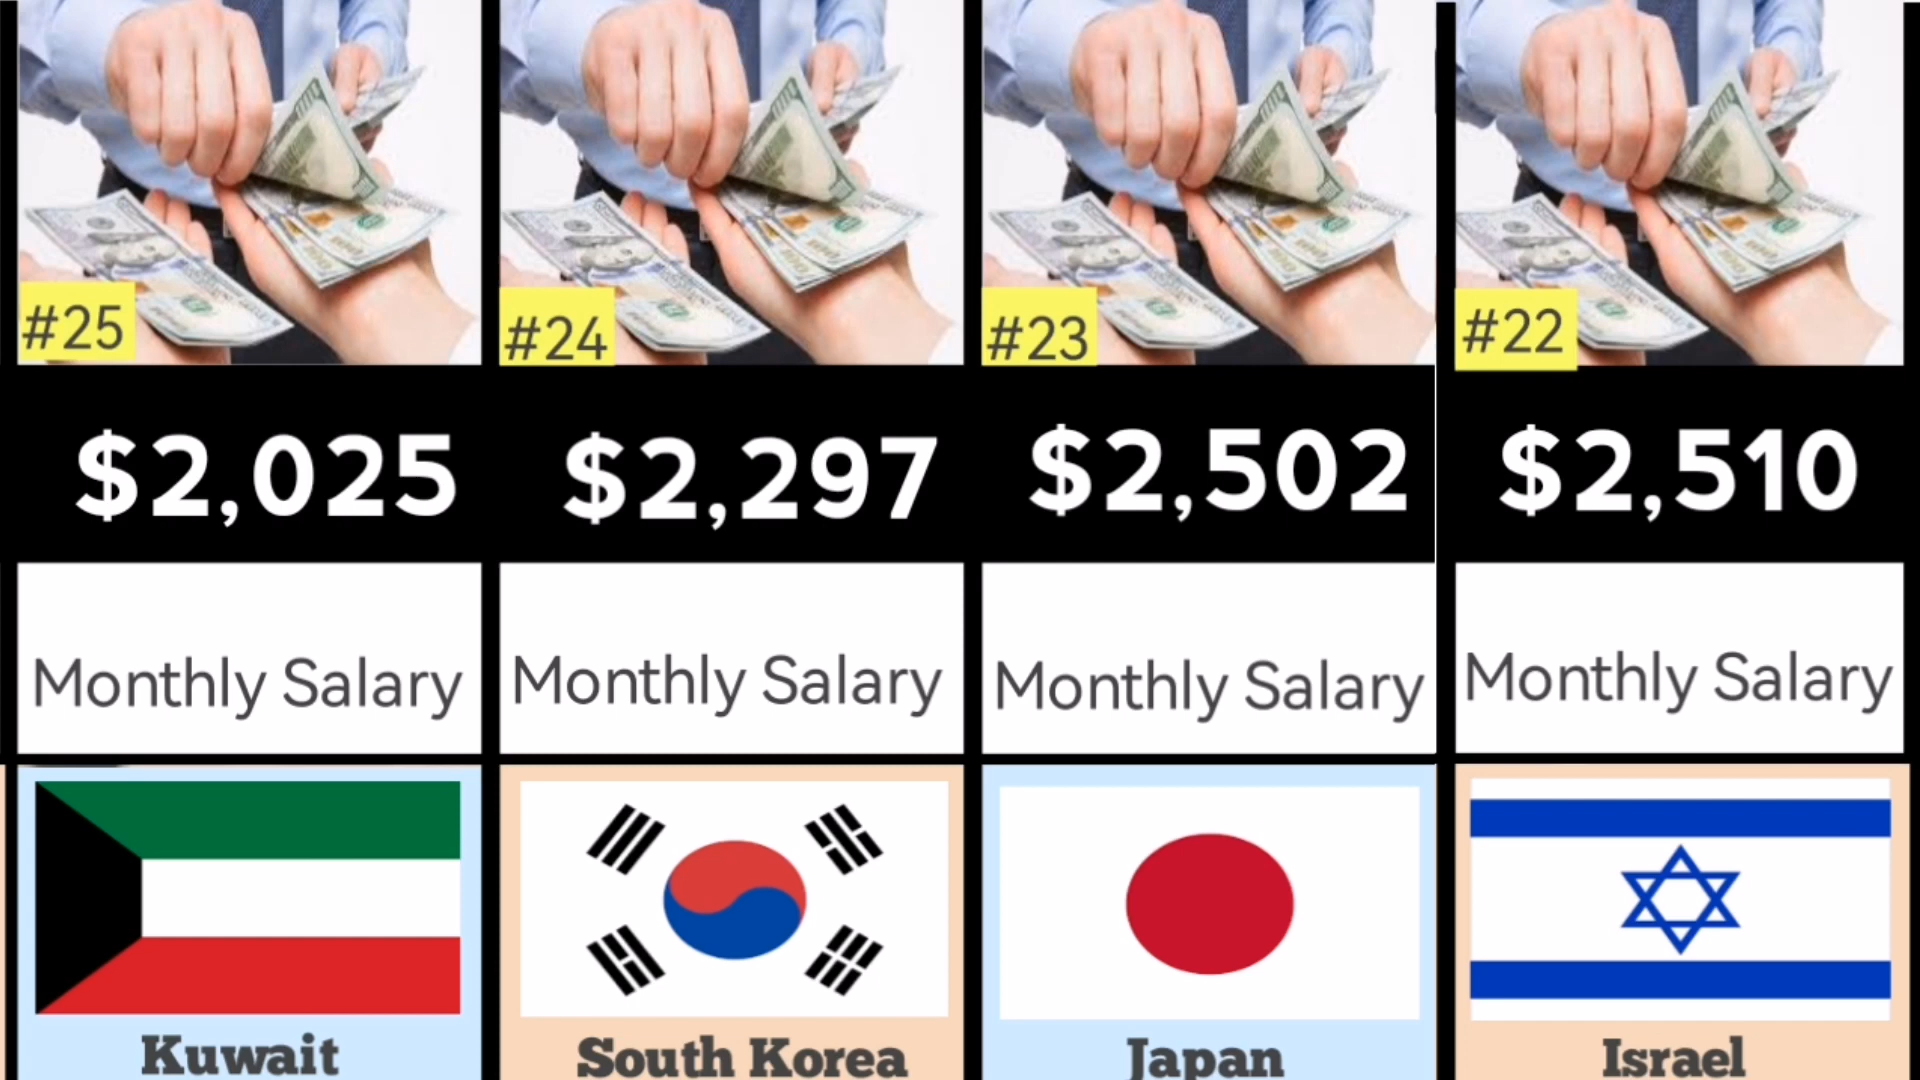 #25
#24
#23
#22
$2,025
$2,297
$2,502
$2,510
Monthly Salary
Monthly Salary
Monthly Salary
Monthly Salary
Kuwait
South Korea
Japan
Israel